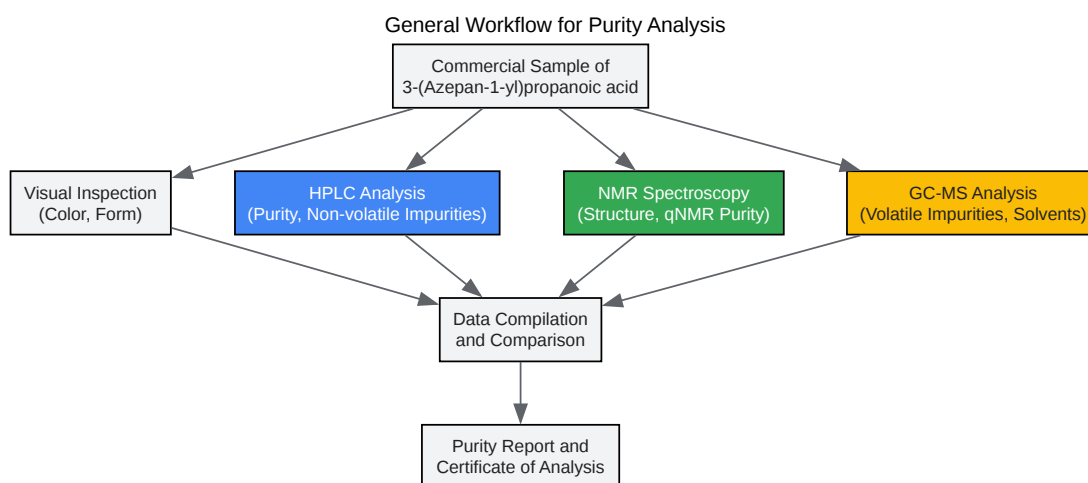 General Workflow for Purity Analysis
Commercial Sample of
3-(Azepan-1-yl)propanoic acid
Visual Inspection
(Color, Form)
HPLC Analysis
(Purity, Non-volatile Impurities)
NMR Spectroscopy
(Structure, qNMR Purity)
GC-MS Analysis
(Volatile Impurities, Solvents)
Data Compilation
and Comparison
Purity Report and
Certificate of Analysis